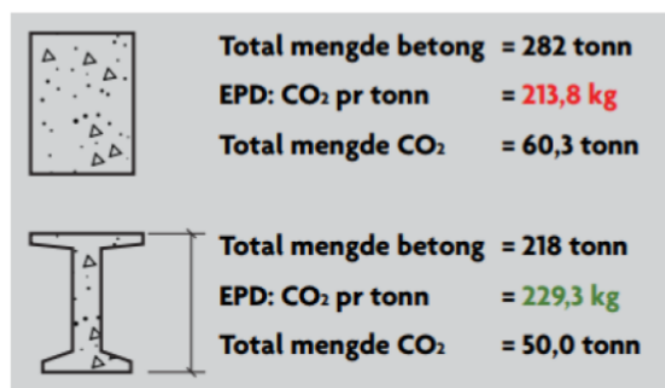 Total mengde betong = 282 tonn
EPD: CO₂ pr tonn = 213,8 kg
Total mengde CO₂ = 60,3 tonn
Total mengde betong = 218 tonn
EPD: CO₂ pr tonn = 229,3 kg
Total mengde CO₂ = 50,0 tonn